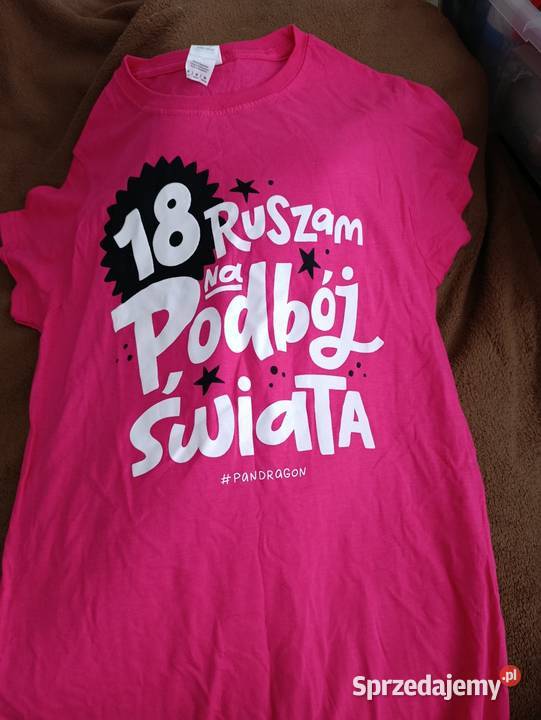 18 RUSZam
na
Podbój
świata
#PANDRAGON
Sprzedajemy.pl